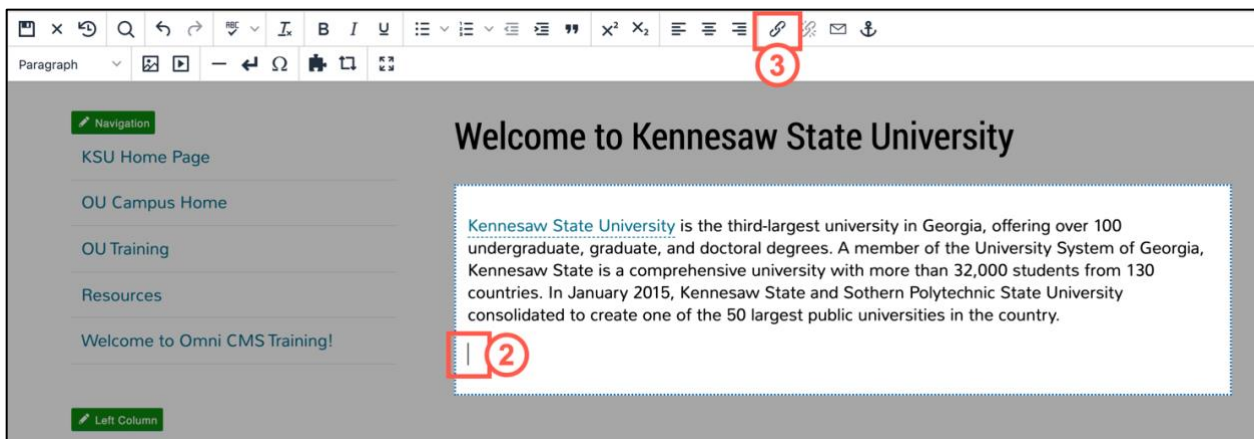 ABC
B I U
x² x₂
Ω
3
Paragraph
Navigation
KSU Home Page
OU Campus Home
OU Training
Resources
Welcome to Omni CMS Training!
Left Column
Welcome to Kennesaw State University
Kennesaw State University is the third-largest university in Georgia, offering over 100
undergraduate, graduate, and doctoral degrees. A member of the University System of Georgia,
Kennesaw State is a comprehensive university with more than 32,000 students from 130
countries. In January 2015, Kennesaw State and Sothern Polytechnic State University
consolidated to create one of the 50 largest public universities in the country.
2